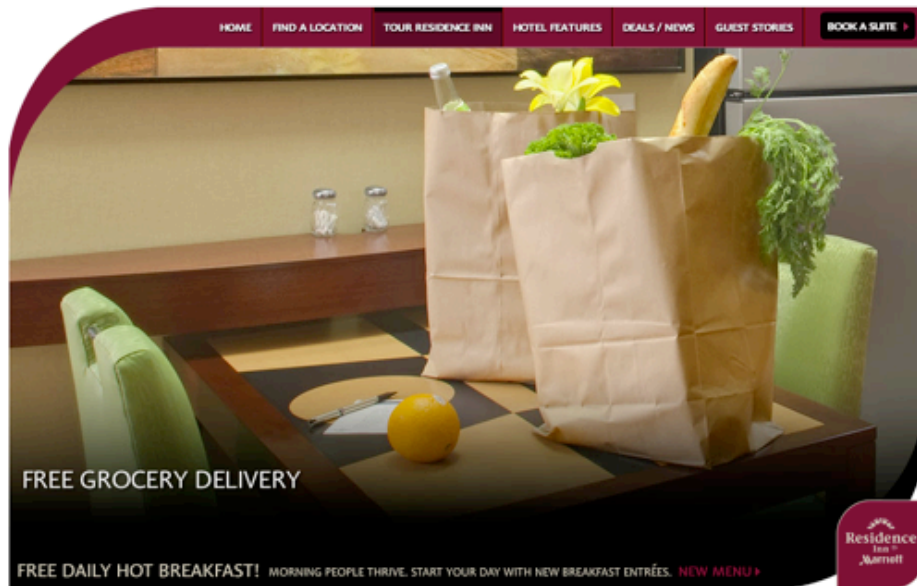 HOME FIND A LOCATION TOUR RESIDENCE INN HOTEL FEATURES DEALS / NEWS GUEST STORIES BOOK A SUITE
FREE GROCERY DELIVERY
Residence
Inn
Marriott
FREE DAILY HOT BREAKFAST! MORNING PEOPLE THRIVE. START YOUR DAY WITH NEW BREAKFAST ENTRÉES. NEW MENU